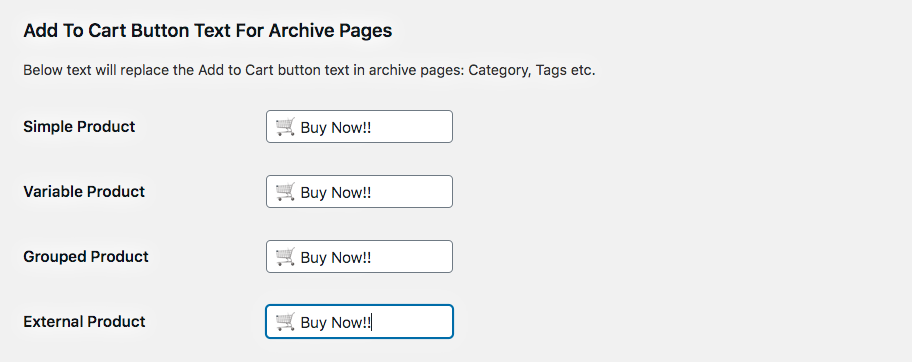 Add To Cart Button Text For Archive Pages
Below text will replace the Add to Cart button text in archive pages: Category, Tags etc.
Simple Product 🛒 Buy Now!!
Variable Product 🛒 Buy Now!!
Grouped Product 🛒 Buy Now!!
External Product 🛒 Buy Now!!